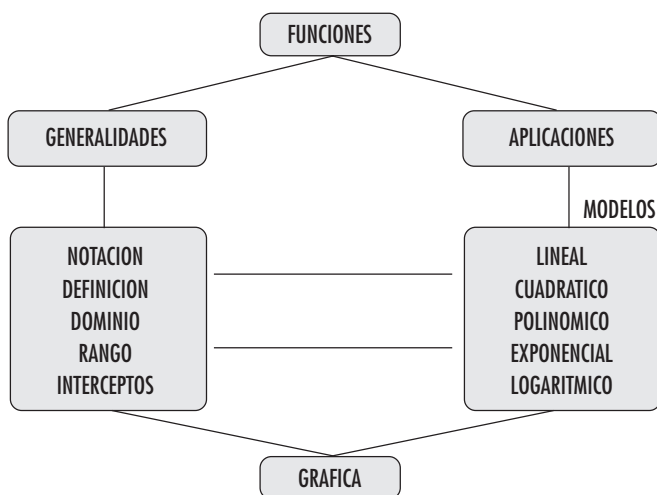 FUNCIONES
GENERALIDADES
APLICACIONES
MODELOS
NOTACION
DEFINICION
DOMINIO
RANGO
INTERCEPTOS
LINEAL
CUADRATICO
POLINOMICO
EXPONENCIAL
LOGARITMICO
GRAFICA